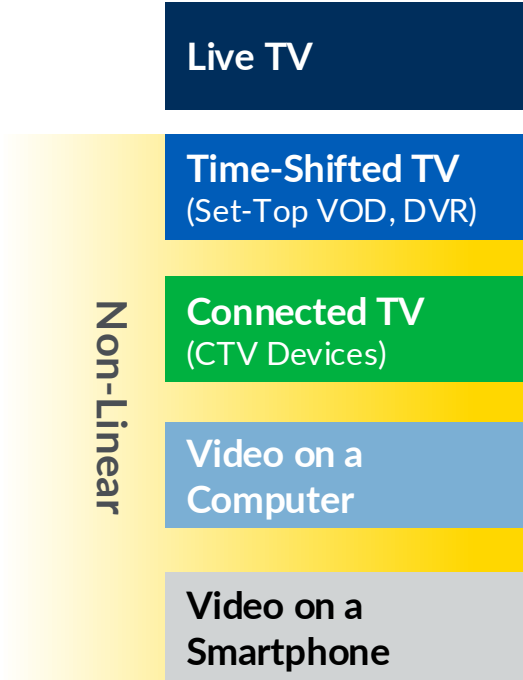 Live TV
Time-Shifted TV
(Set-Top VOD, DVR)
Non-Linear
Connected TV
(CTV Devices)
Video on a
Computer
Video on a
Smartphone